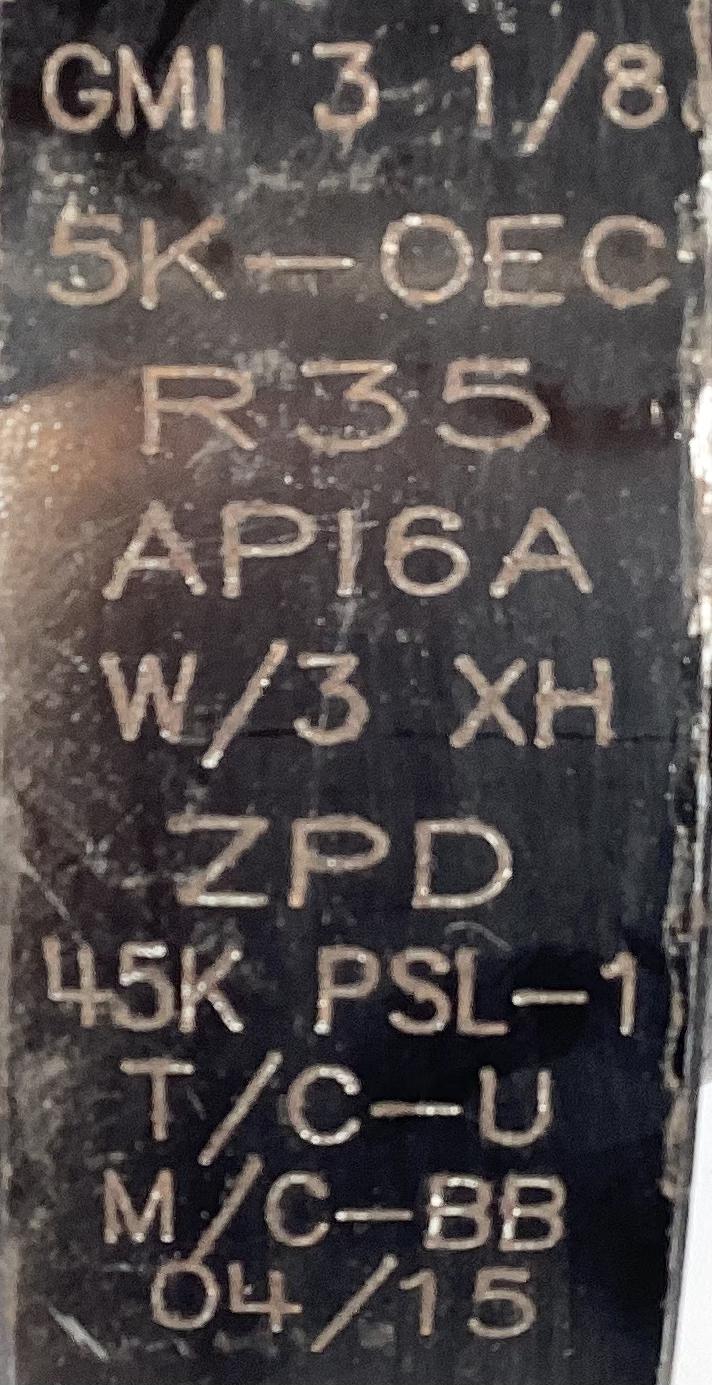 GMI 3 1/8
5K-OEC
R35
API6A
W/3 XH
ZPD
45K PSL-1
T/C-U
M/C-BB
04/15